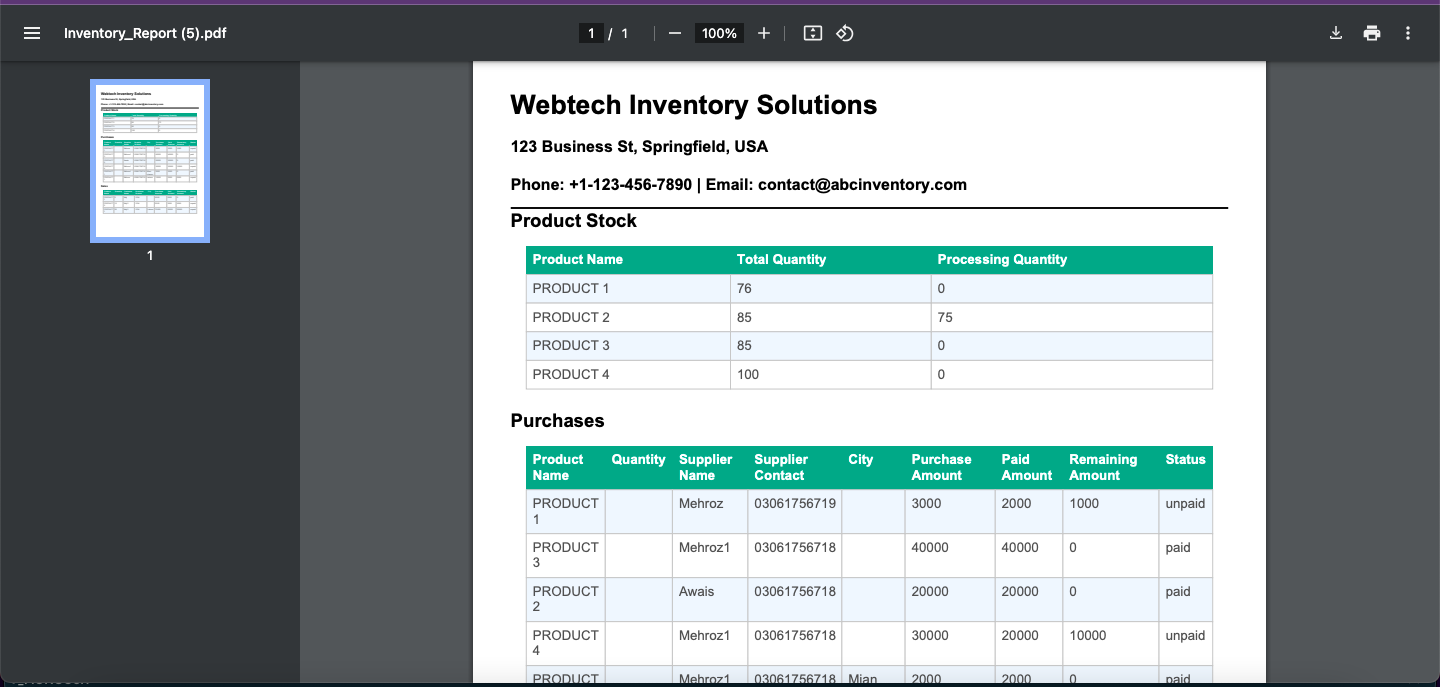 Inventory_Report (5).pdf
1 / 1
100%
1
Webtech Inventory Solutions
123 Business St, Springfield, USA
Phone: +1-123-456-7890 | Email: contact@abcinventory.com
Product Stock
Product Name Total Quantity Processing Quantity
PRODUCT 1 76 0
PRODUCT 2 85 75
PRODUCT 3 85 0
PRODUCT 4 100 0
Purchases
Product Name Quantity Supplier Name Supplier Contact City Purchase Amount Paid Amount Remaining Amount Status
PRODUCT 1 Mehroz 03061756719 3000 2000 1000 unpaid
PRODUCT 3 Mehroz1 03061756718 40000 40000 0 paid
PRODUCT 2 Awais 03061756718 20000 20000 0 paid
PRODUCT 4 Mehroz1 03061756718 30000 20000 10000 unpaid
PRODUCT Mehroz1 03061756718 Mian 2000 2000 0 paid